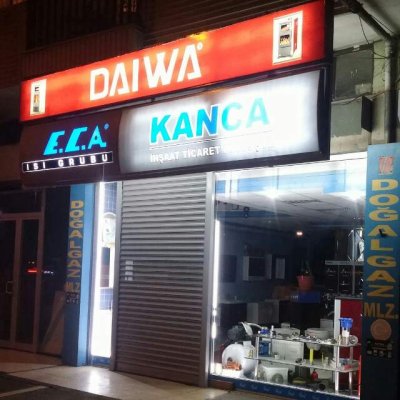 DAIWA®
E.C.A.®
ISI GRUBU
KANCA
İNŞAAT TİCARET
DOĞALGAZ
MLZ.
DOĞALGAZ
MLZ.